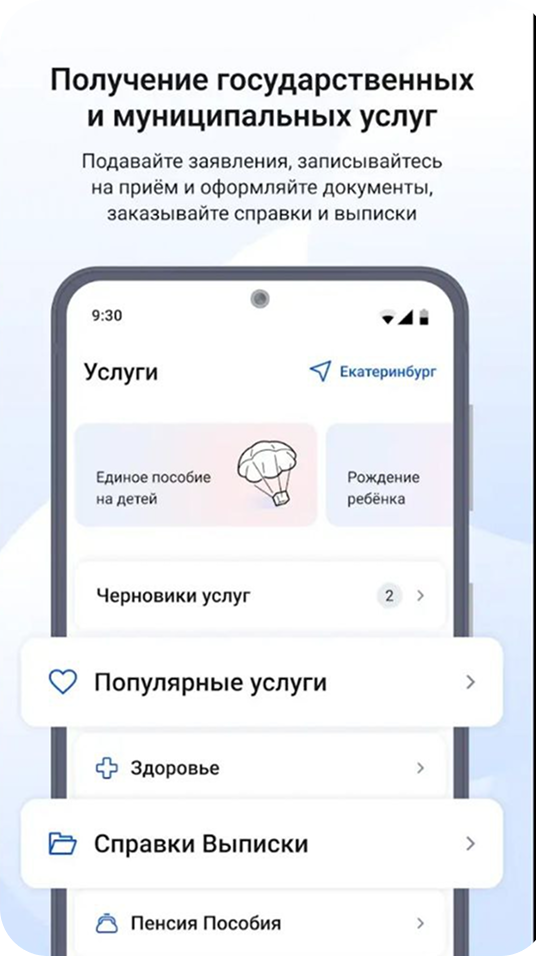 Получение государственных
и муниципальных услуг
Подавайте заявления, записывайтесь
на приём и оформляйте документы,
заказывайте справки и выписки
9:30
Услуги
Екатеринбург
Единое пособие
на детей
Рождение
ребёнка
Черновики услуг
2
Популярные услуги
Здоровье
Справки Выписки
Пенсия Пособия